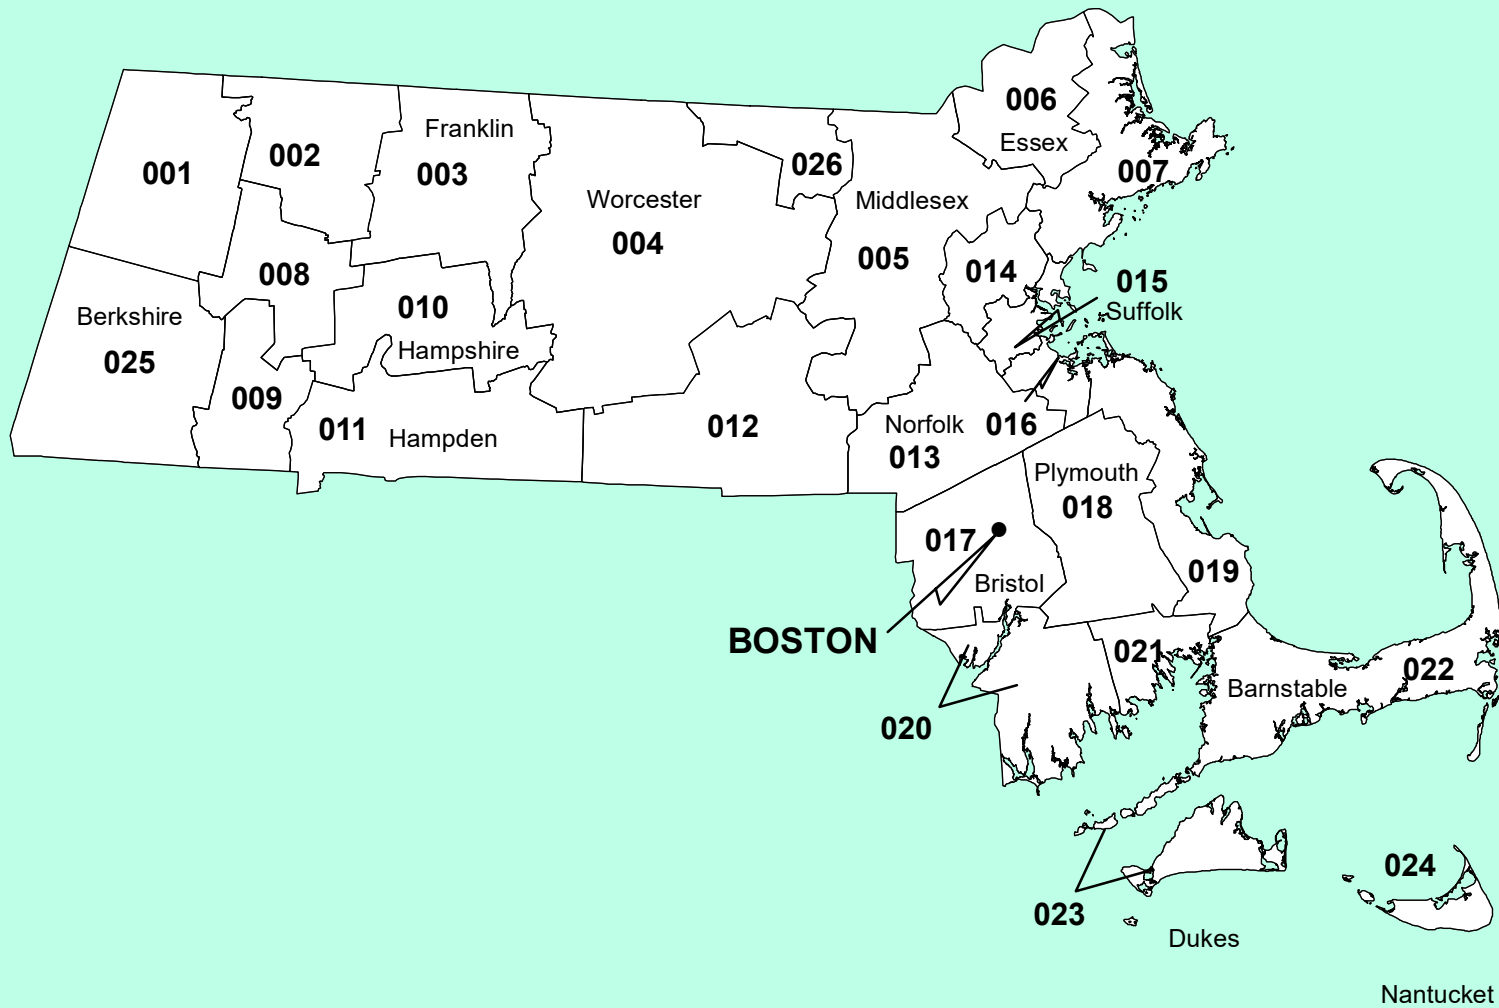 006
Franklin
Essex
002
026
001
003
007
Worcester
Middlesex
004
005
014
008
015
010
Suffolk
Berkshire
Hampshire
025
009
016
Norfolk
012
011
Hampden
013
Plymouth
018
017
019
Bristol
BOSTON
021
022
Barnstable
020
024
023
Dukes
Nantucket